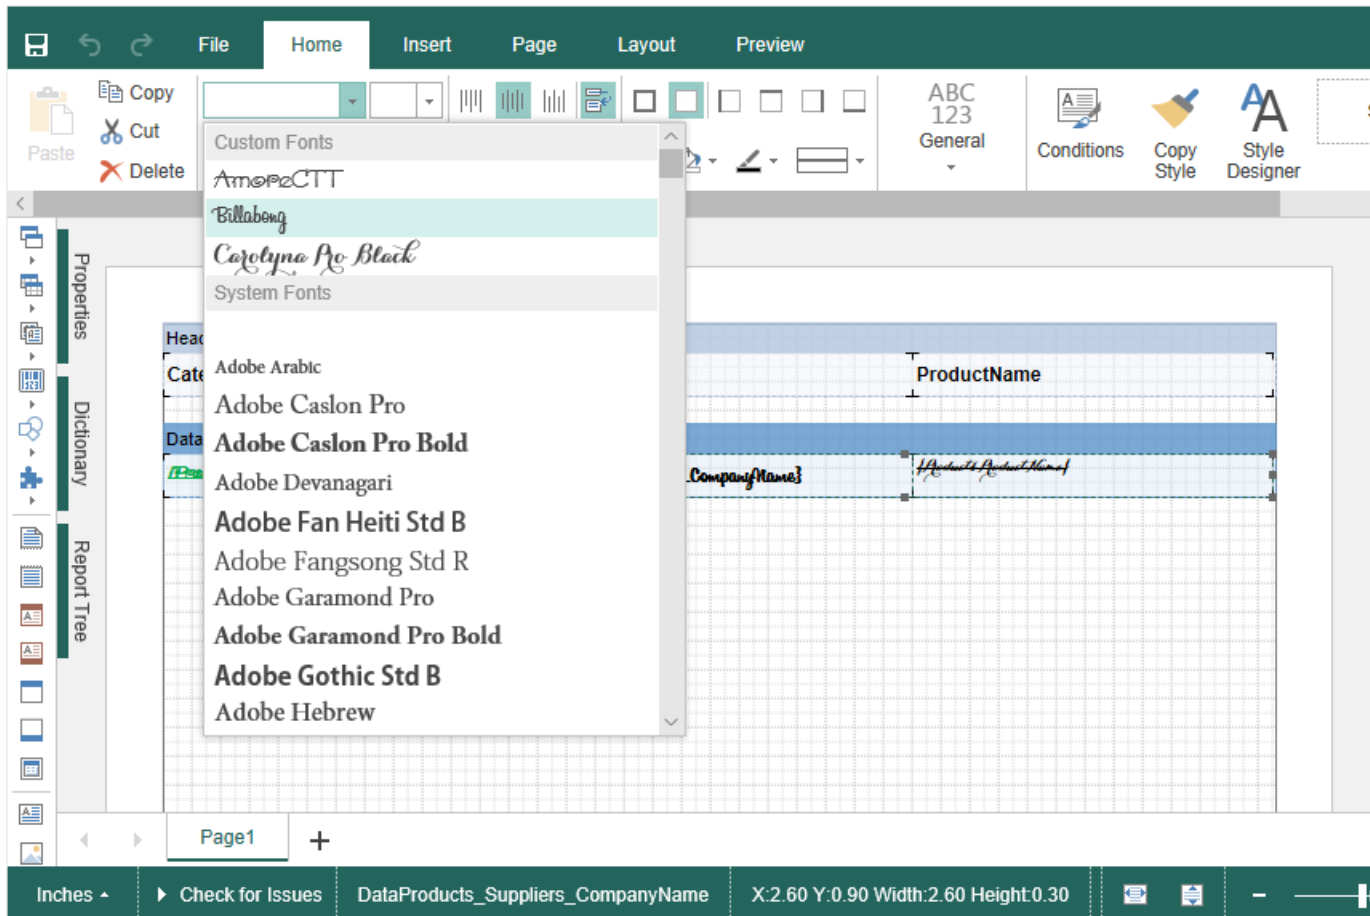 File Home Insert Page Layout Preview
Copy
Cut
Delete
Paste
ABC
123
General
Conditions
Copy
Style
Style
Designer
Custom Fonts
AmoreCTT
Billabong
Carolyna Pro Black
System Fonts
Adobe Arabic
Adobe Caslon Pro
Adobe Caslon Pro Bold
Adobe Devanagari
Adobe Fan Heiti Std B
Adobe Fangsong Std R
Adobe Garamond Pro
Adobe Garamond Pro Bold
Adobe Gothic Std B
Adobe Hebrew
Properties
Dictionary
Report Tree
ProductName
Data
.CompanyName}
{Products.ProductName}
Page1
Inches Check for Issues DataProducts_Suppliers_CompanyName X:2.60 Y:0.90 Width:2.60 Height:0.30